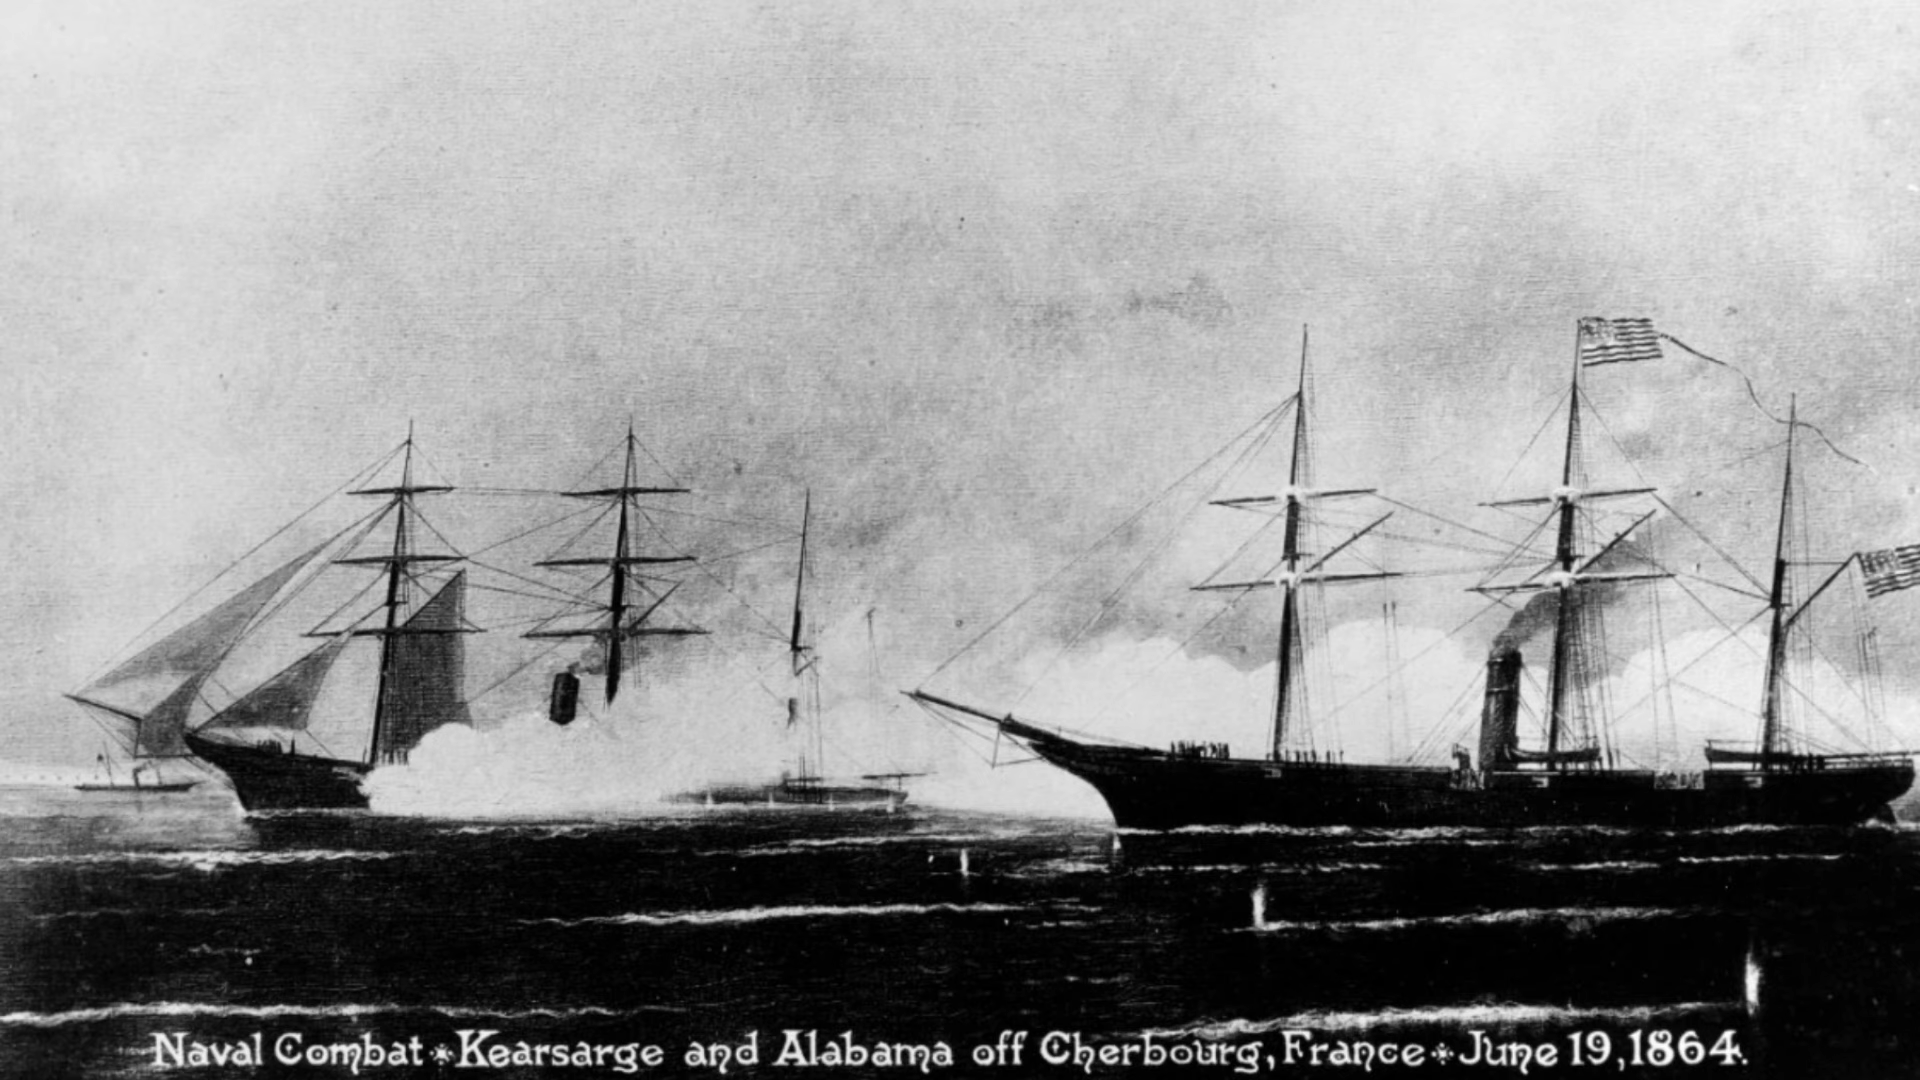 Naval Combat * Kearsarge and Alabama off Cherbourg, France * June 19, 1864.